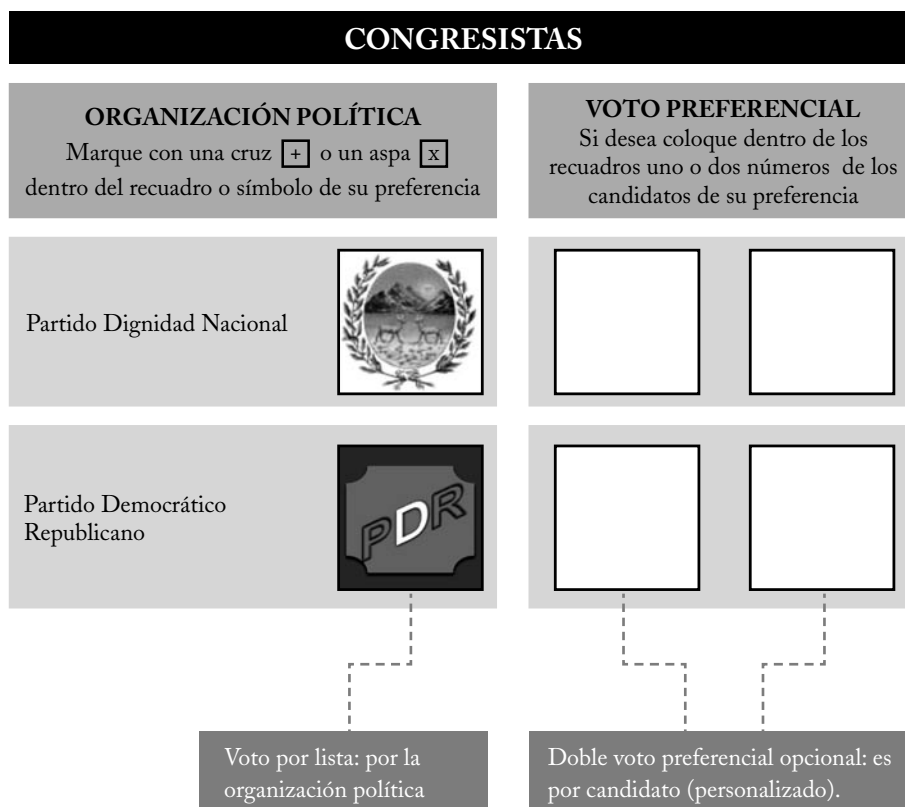 CONGRESISTAS
ORGANIZACIÓN POLÍTICA
Marque con una cruz + o un aspa x
dentro del recuadro o símbolo de su preferencia
VOTO PREFERENCIAL
Si desea coloque dentro de los
recuadros uno o dos números de los
candidatos de su preferencia
Partido Dignidad Nacional
Partido Democrático
Republicano
PDR
Voto por lista: por la
organización política
Doble voto preferencial opcional: es
por candidato (personalizado).